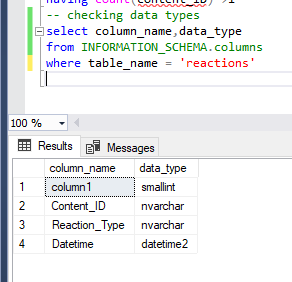 having count(content_ID) >1
-- checking data types
select column_name,data_type
from INFORMATION_SCHEMA.columns
where table_name = 'reactions'
100 %
Results Messages
column_name data_type
1 column1 smallint
2 Content_ID nvarchar
3 Reaction_Type nvarchar
4 Datetime datetime2